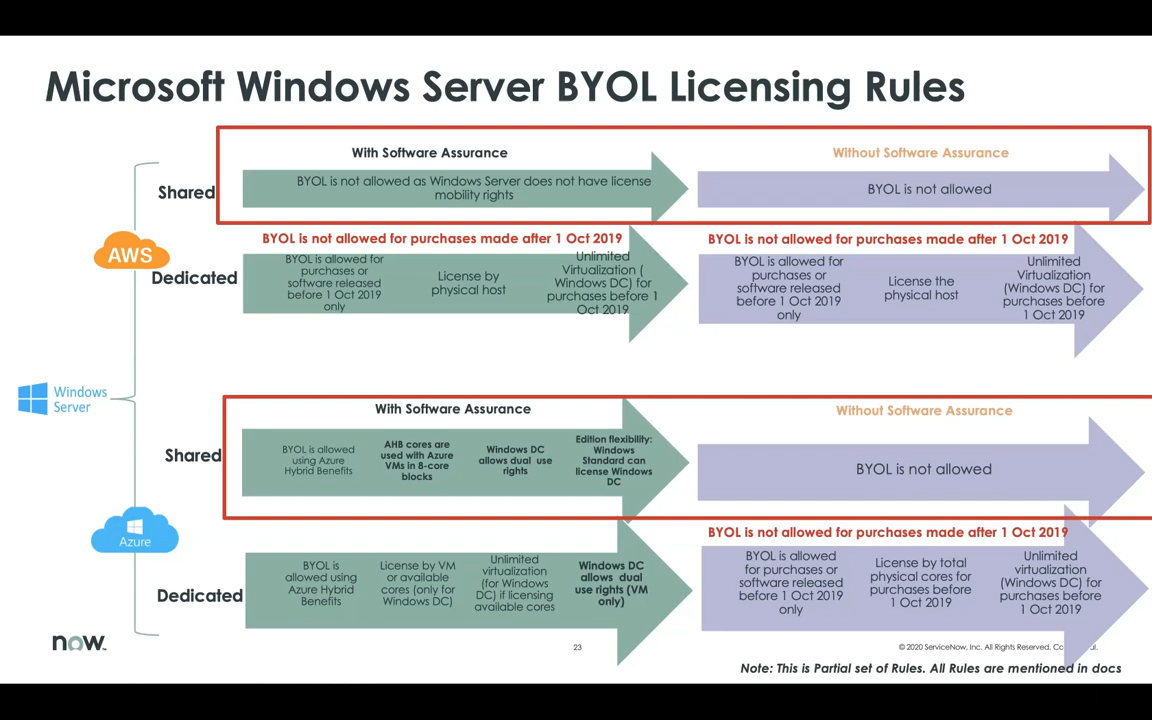 Microsoft Windows Server BYOL Licensing Rules
With Software Assurance
Without Software Assurance
Shared
BYOL is not allowed as Windows Server does not have license
mobility rights
BYOL is not allowed
AWS
BYOL is not allowed for purchases made after 1 Oct 2019
BYOL is not allowed for purchases made after 1 Oct 2019
Dedicated
BYOL is allowed for
purchases or
software released
before 1 Oct 2019
only
License by
physical host
Unlimited
Virtualization (
Windows DC) for
purchases before 1
Oct 2019
BYOL is allowed for
purchases or
software released
before 1 Oct 2019
only
License the
physical host
Unlimited
Virtualization
(Windows DC) for
purchases before
1 Oct 2019
Windows
Server
With Software Assurance
Without Software Assurance
Shared
BYOL is allowed
using Azure
Hybrid Benefits
AHB cores are
used with Azure
VMs in 8-core
blocks
Windows DC
allows dual use
rights
Edition flexibility:
Windows
Standard can
license Windows
DC
BYOL is not allowed
Azure
BYOL is not allowed for purchases made after 1 Oct 2019
Dedicated
BYOL is
allowed using
Azure Hybrid
Benefits
License by VM
or available
cores (only for
Windows DC)
Unlimited
virtualization
(for Windows
DC) if licensing
available cores
Windows DC
allows dual
use rights (VM
only)
BYOL is allowed
for purchases or
software released
before 1 Oct 2019
only
License by total
physical cores for
purchases before
1 Oct 2019
Unlimited
virtualization
(Windows DC) for
purchases before
1 Oct 2019
now
23
© 2020 ServiceNow, Inc. All Rights Reserved.
Note: This is Partial set of Rules. All Rules are mentioned in docs